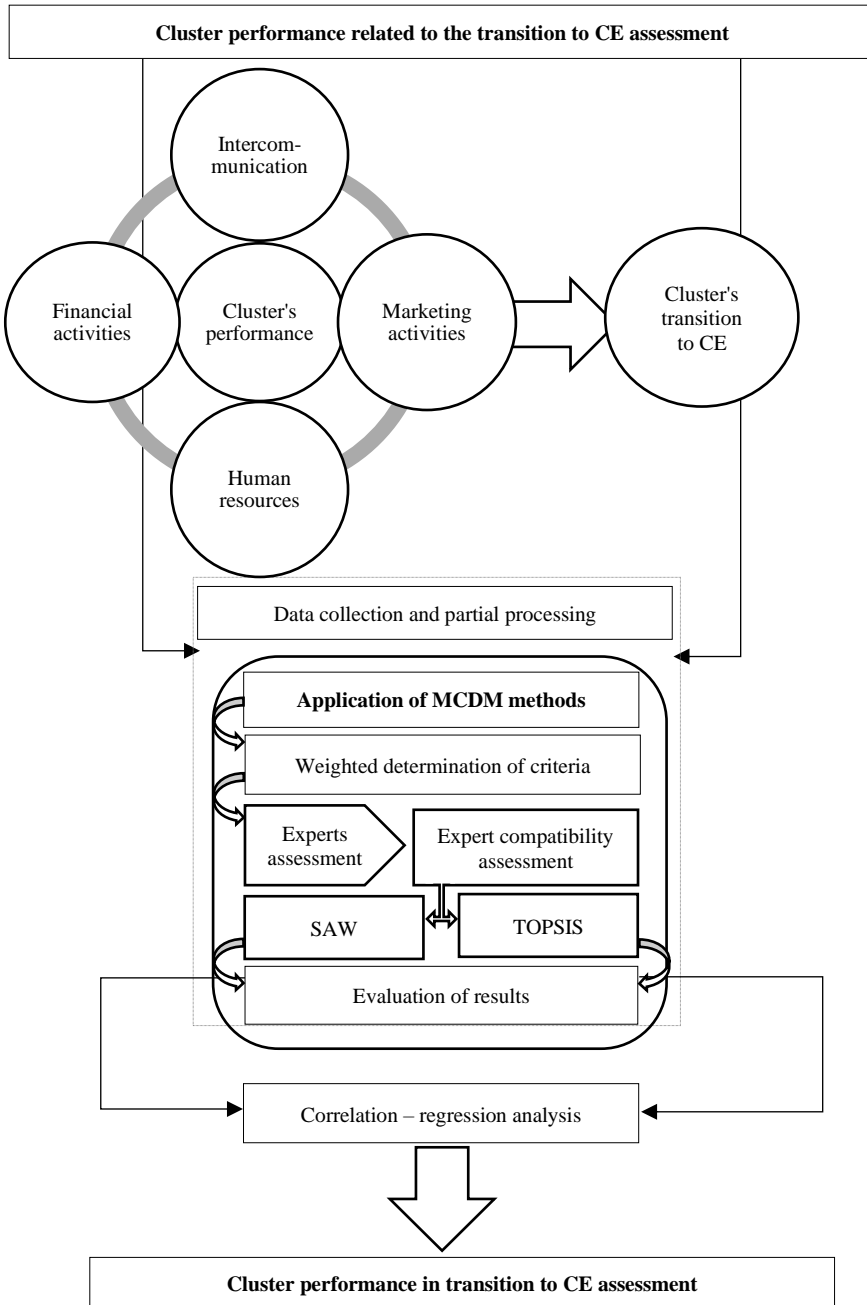 Cluster performance related to the transition to CE assessment
Intercom-
munication
Financial
activities
Cluster's
performance
Marketing
activities
Cluster's
transition
to CE
Human
resources
Data collection and partial processing
Application of MCDM methods
Weighted determination of criteria
Experts
assessment
Expert compatibility
assessment
SAW
TOPSIS
Evaluation of results
Correlation – regression analysis
Cluster performance in transition to CE assessment